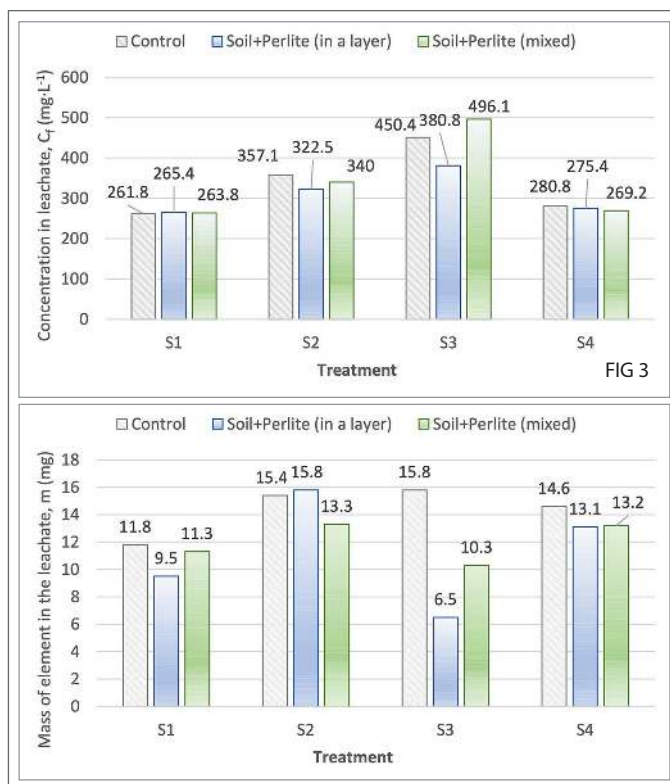 Control Soil+Perlite (in a layer) Soil+Perlite (mixed)
Concentration in leachate, Cf (mg·L-1)
600
500
400
300
200
100
0
261.8 265.4 263.8
357.1 322.5 340
450.4 380.8 496.1
280.8 275.4 269.2
S1 S2 S3 S4
Treatment
FIG 3
Control Soil+Perlite (in a layer) Soil+Perlite (mixed)
Mass of element in the leachate, m (mg)
18
16
14
12
10
8
6
4
2
0
11.8 9.5 11.3
15.4 15.8 13.3
15.8 6.5 10.3
14.6 13.1 13.2
S1 S2 S3 S4
Treatment